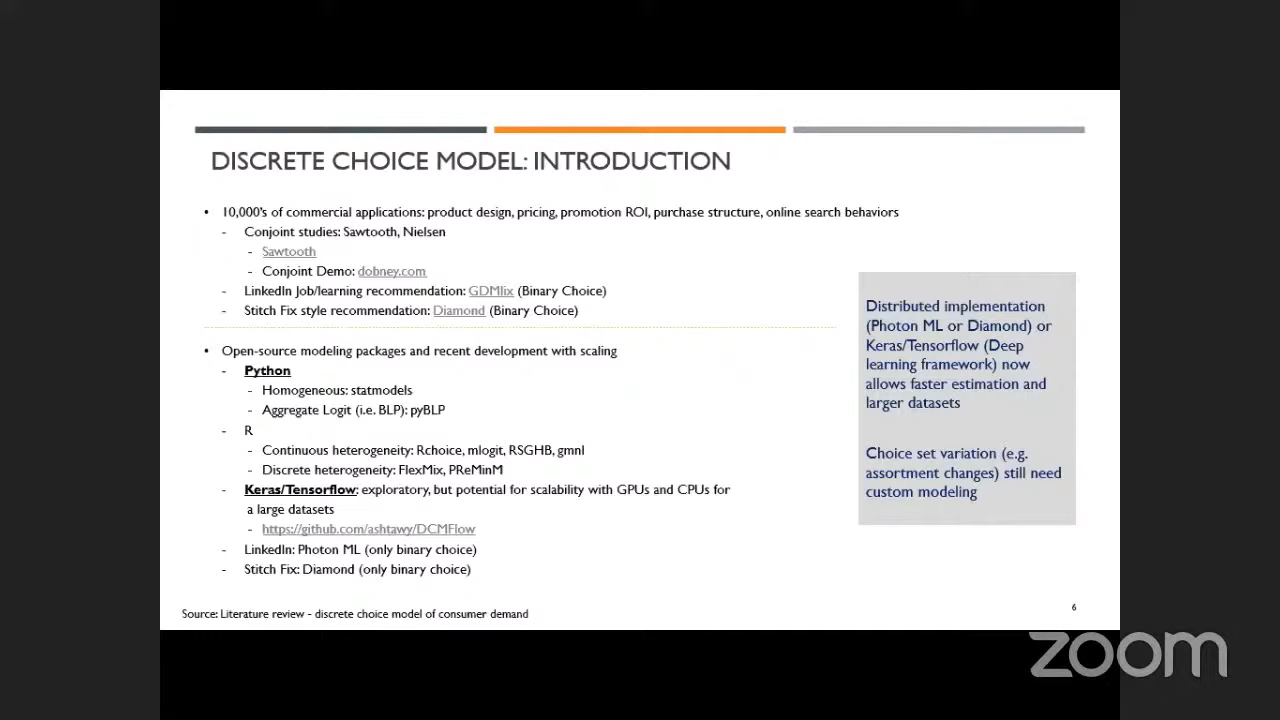 DISCRETE CHOICE MODEL: INTRODUCTION
• 10,000's of commercial applications: product design, pricing, promotion ROI, purchase structure, online search behaviors
- Conjoint studies: Sawtooth, Nielsen
- Sawtooth
- Conjoint Demo: dobney.com
- LinkedIn Job/learning recommendation: GDMIix (Binary Choice)
- Stitch Fix style recommendation: Diamond (Binary Choice)
• Open-source modeling packages and recent development with scaling
- Python
- Homogeneous: statmodels
- Aggregate Logit (i.e. BLP): pyBLP
- R
- Continuous heterogeneity: Rchoice, mlogit, RSGHB, gmnl
- Discrete heterogeneity: FlexMix, PReMinM
- Keras/Tensorflow: exploratory, but potential for scalability with GPUs and CPUs for
a large datasets
- https://github.com/ashtawy/DCMFlow
- LinkedIn: Photon ML (only binary choice)
- Stitch Fix: Diamond (only binary choice)
Distributed implementation
(Photon ML or Diamond) or
Keras/Tensorflow (Deep
learning framework) now
allows faster estimation and
larger datasets
Choice set variation (e.g.
assortment changes) still need
custom modeling
Source: Literature review - discrete choice model of consumer demand
6
zoom